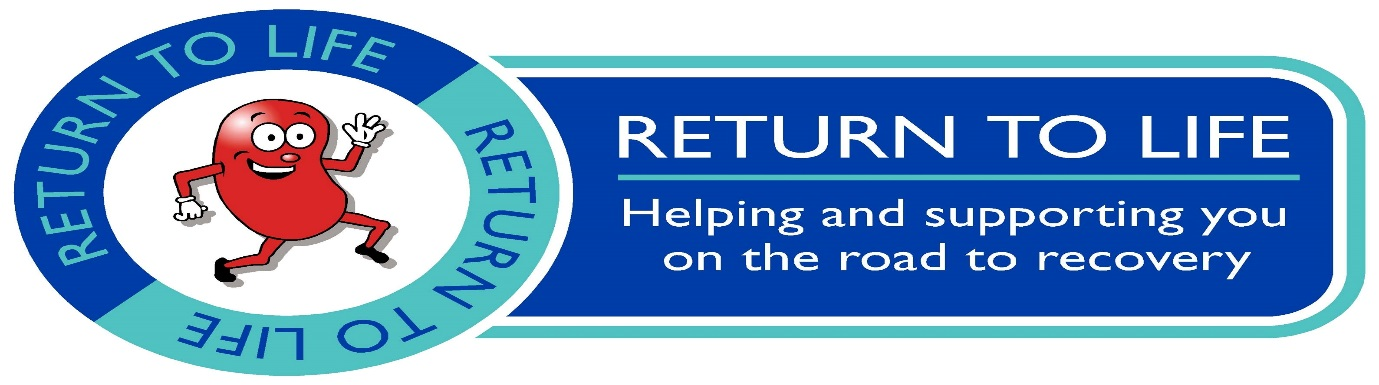 RETURN TO LIFE
RETURN TO LIFE
RETURN TO LIFE
Helping and supporting you
on the road to recovery